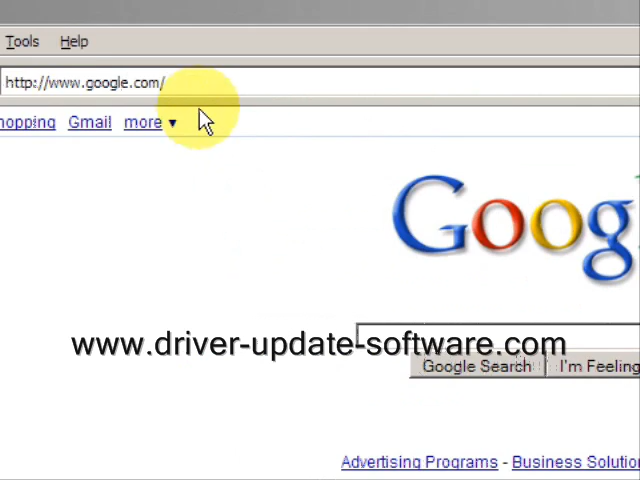 Tools Help
http://www.google.com/
hopping Gmail more ▼
Goog
www.driver-update-software.com
Google Search I'm Feeling
Advertising Programs - Business Solutio